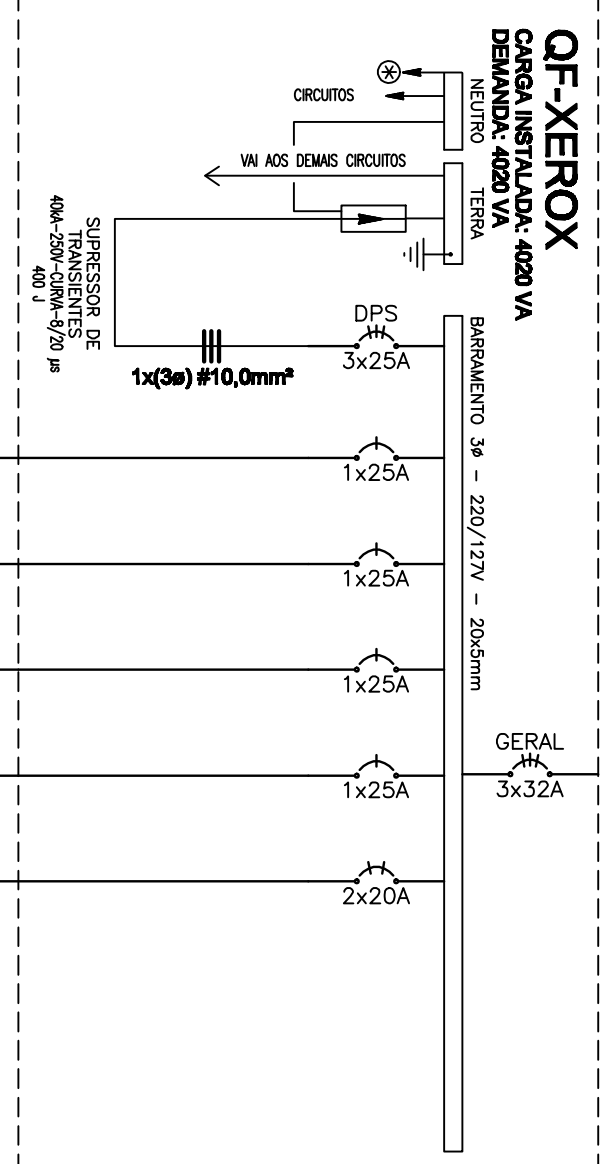 QF-XEROX
CARGA INSTALADA: 4020 VA
DEMANDA: 4020 VA
NEUTRO
CIRCUITOS
VAI AOS DEMAIS CIRCUITOS
TERRA
SUPRESSOR DE
TRANSIENTES
40kA-250V-CURVA-8/20 µs
400 J
DPS
3x25A
1x(3ø) #10,0mm²
BARRAMENTO 3ø - 220/127V - 20x5mm
1x25A
1x25A
1x25A
GERAL
3x32A
1x25A
2x20A